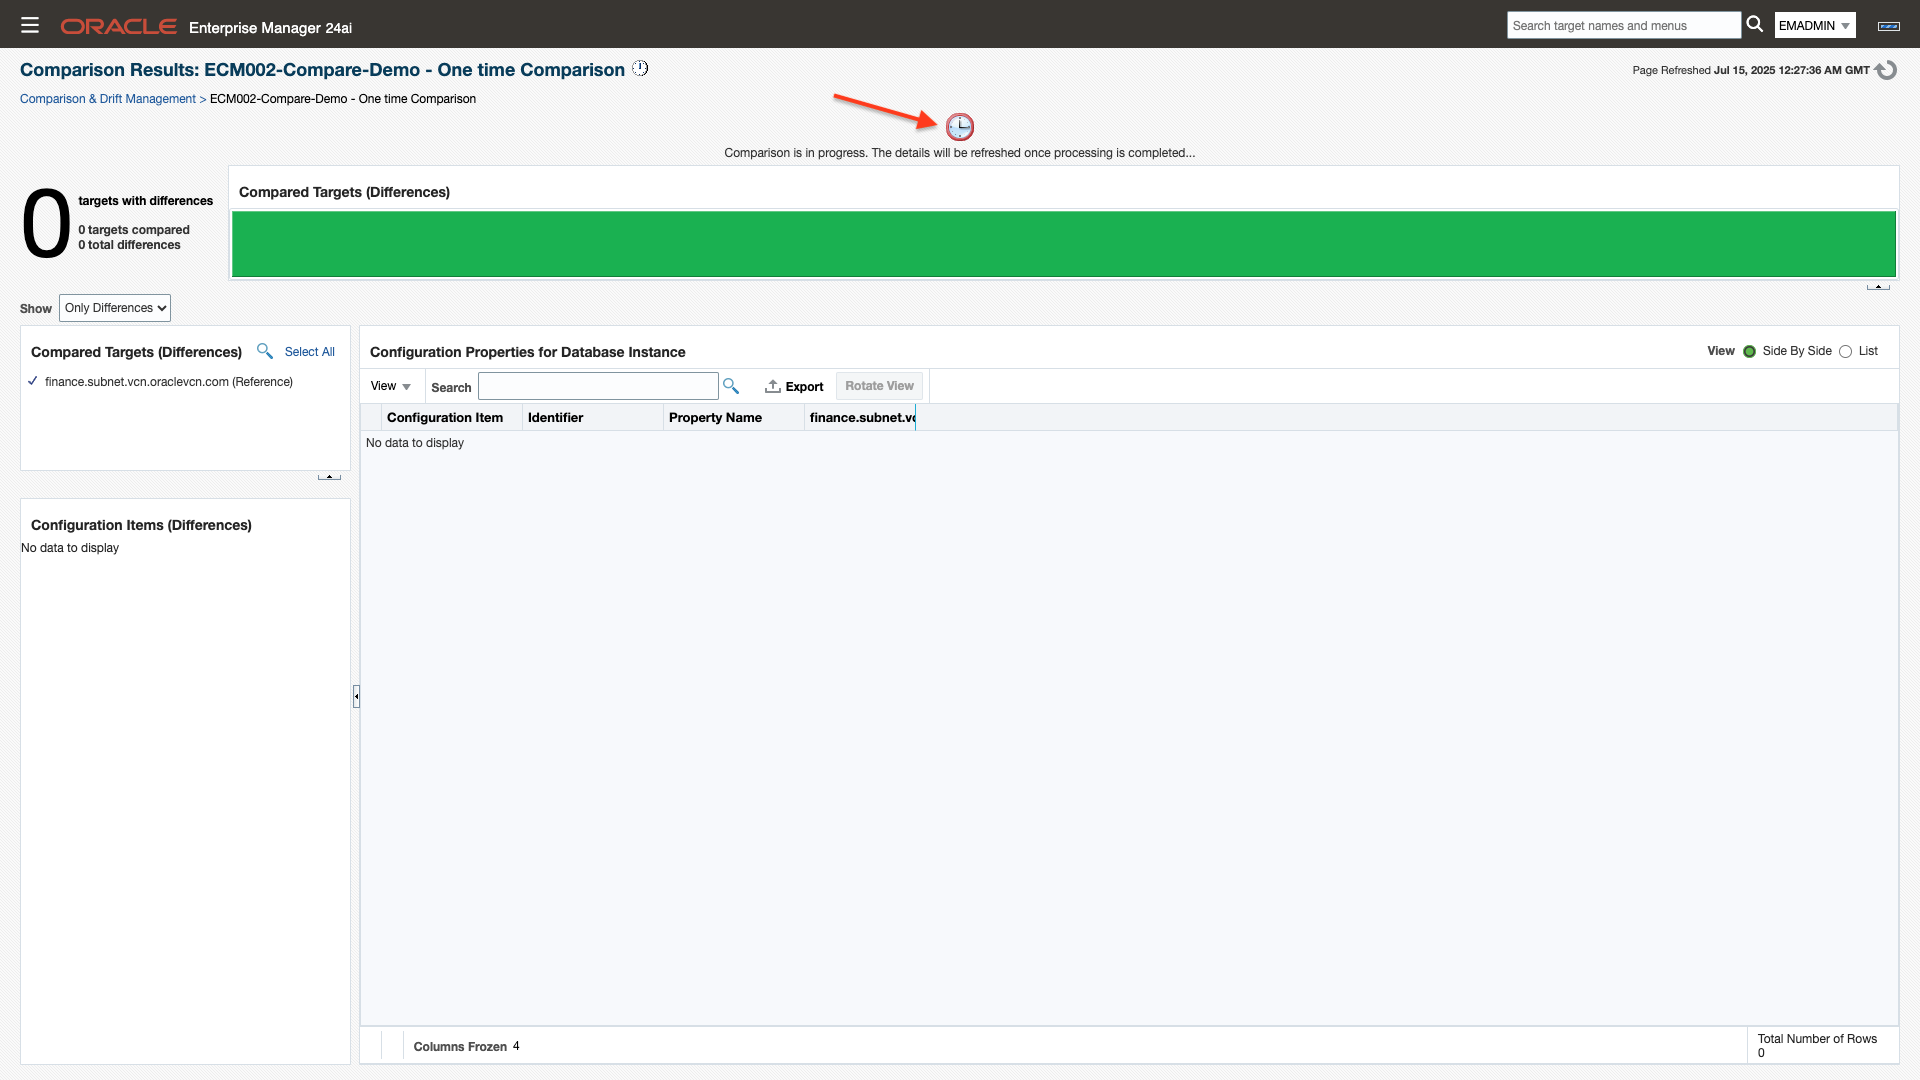 ORACLE Enterprise Manager 24ai
Search target names and menus
EMADMIN
Comparison Results: ECM002-Compare-Demo - One time Comparison
Page Refreshed Jul 15, 2025 12:27:36 AM GMT
Comparison & Drift Management > ECM002-Compare-Demo - One time Comparison
Comparison is in progress. The details will be refreshed once processing is completed...
0 targets with differences
0 targets compared
0 total differences
Compared Targets (Differences)
Show Only Differences
Compared Targets (Differences) Select All
finance.subnet.vcn.oraclevcn.com (Reference)
Configuration Items (Differences)
No data to display
Configuration Properties for Database Instance
View Side By Side List
View Search Export Rotate View
Configuration Item Identifier Property Name finance.subnet.vc
No data to display
Columns Frozen 4
Total Number of Rows
0